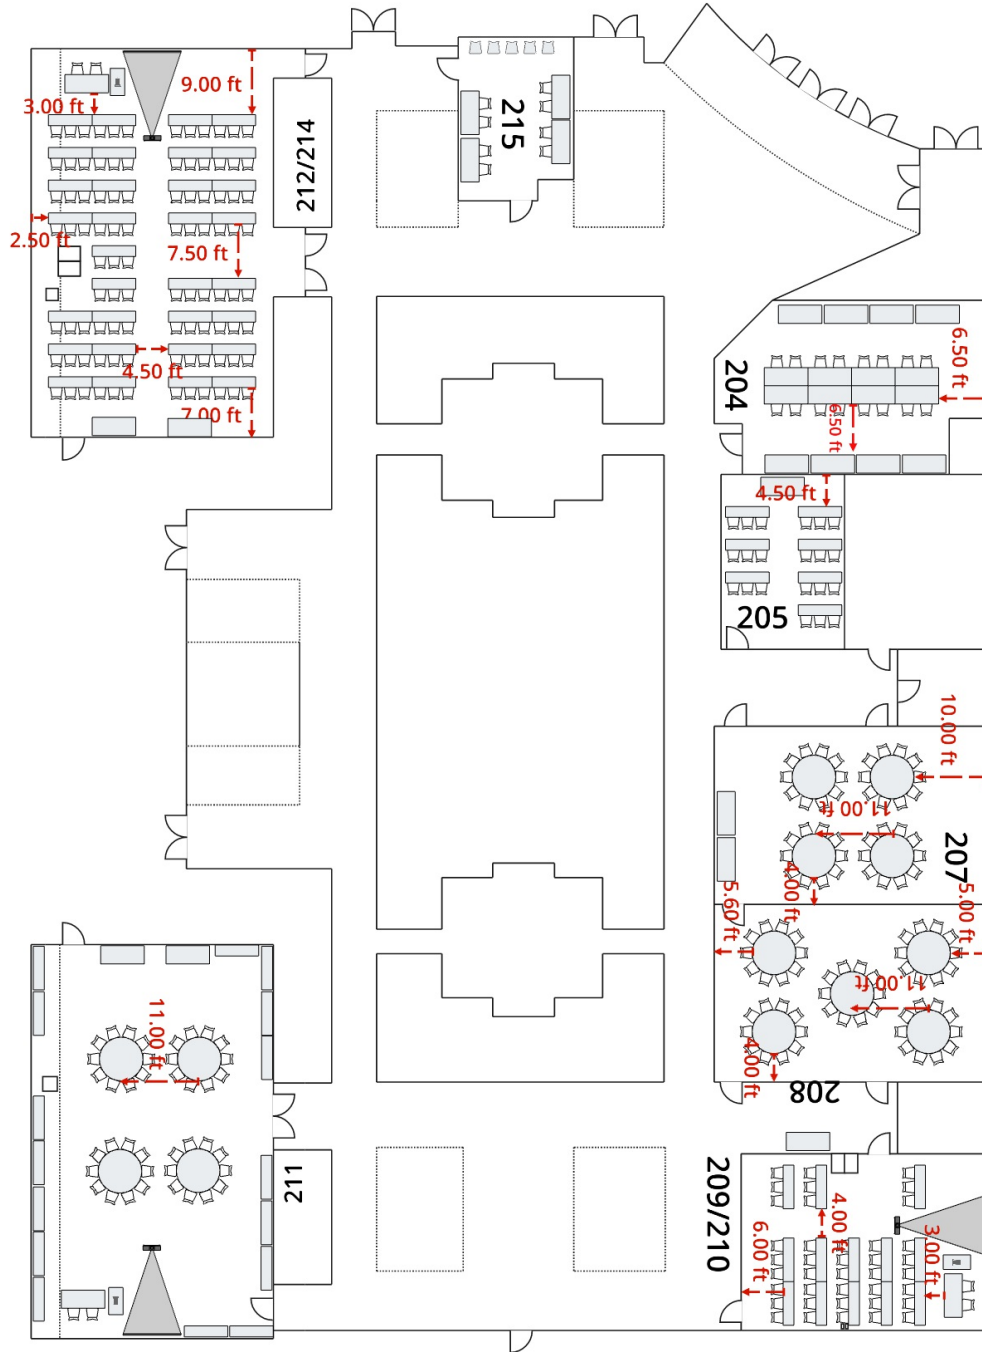 9.00 ft
3.00 ft
212/214
215
2.50 ft
7.50 ft
4.50 ft
7.00 ft
204
6.50 ft
6.50 ft
4.50 ft
205
10.00 ft
11.00 ft
207
4.00 ft
5.60 ft
5.00 ft
11.00 ft
4.00 ft
208
11.00 ft
211
209/210
4.00 ft
6.00 ft
3.00 ft